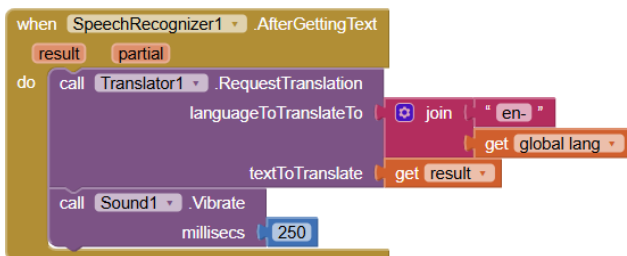 when SpeechRecognizer1 .AfterGettingText
result partial
do call Translator1 .RequestTranslation
languageToTranslateTo join " en- "
get global lang
textToTranslate get result
call Sound1 .Vibrate
millisecs 250